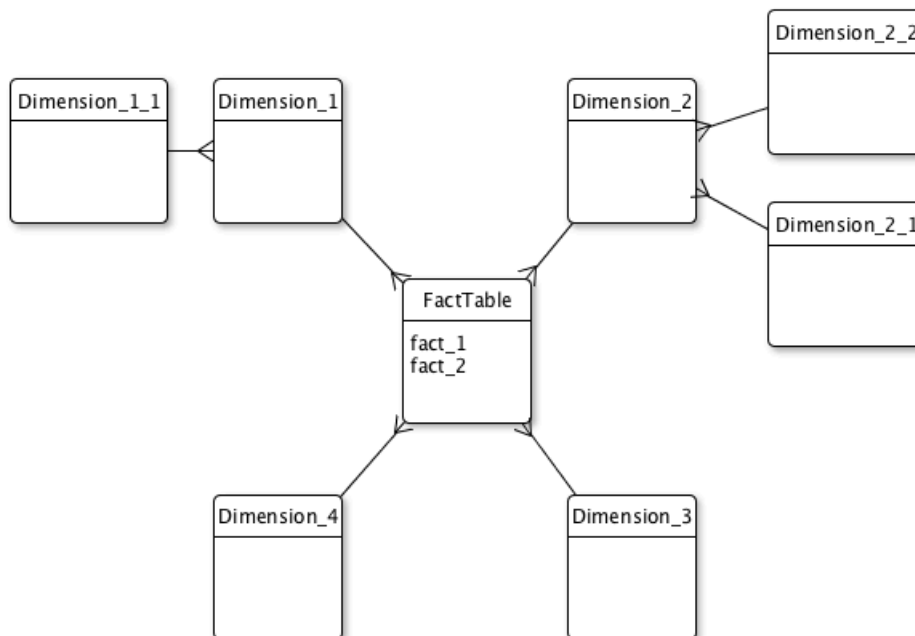 Dimension_2_2
Dimension_1_1
Dimension_1
Dimension_2
Dimension_2_1
FactTable
fact_1
fact_2
Dimension_4
Dimension_3